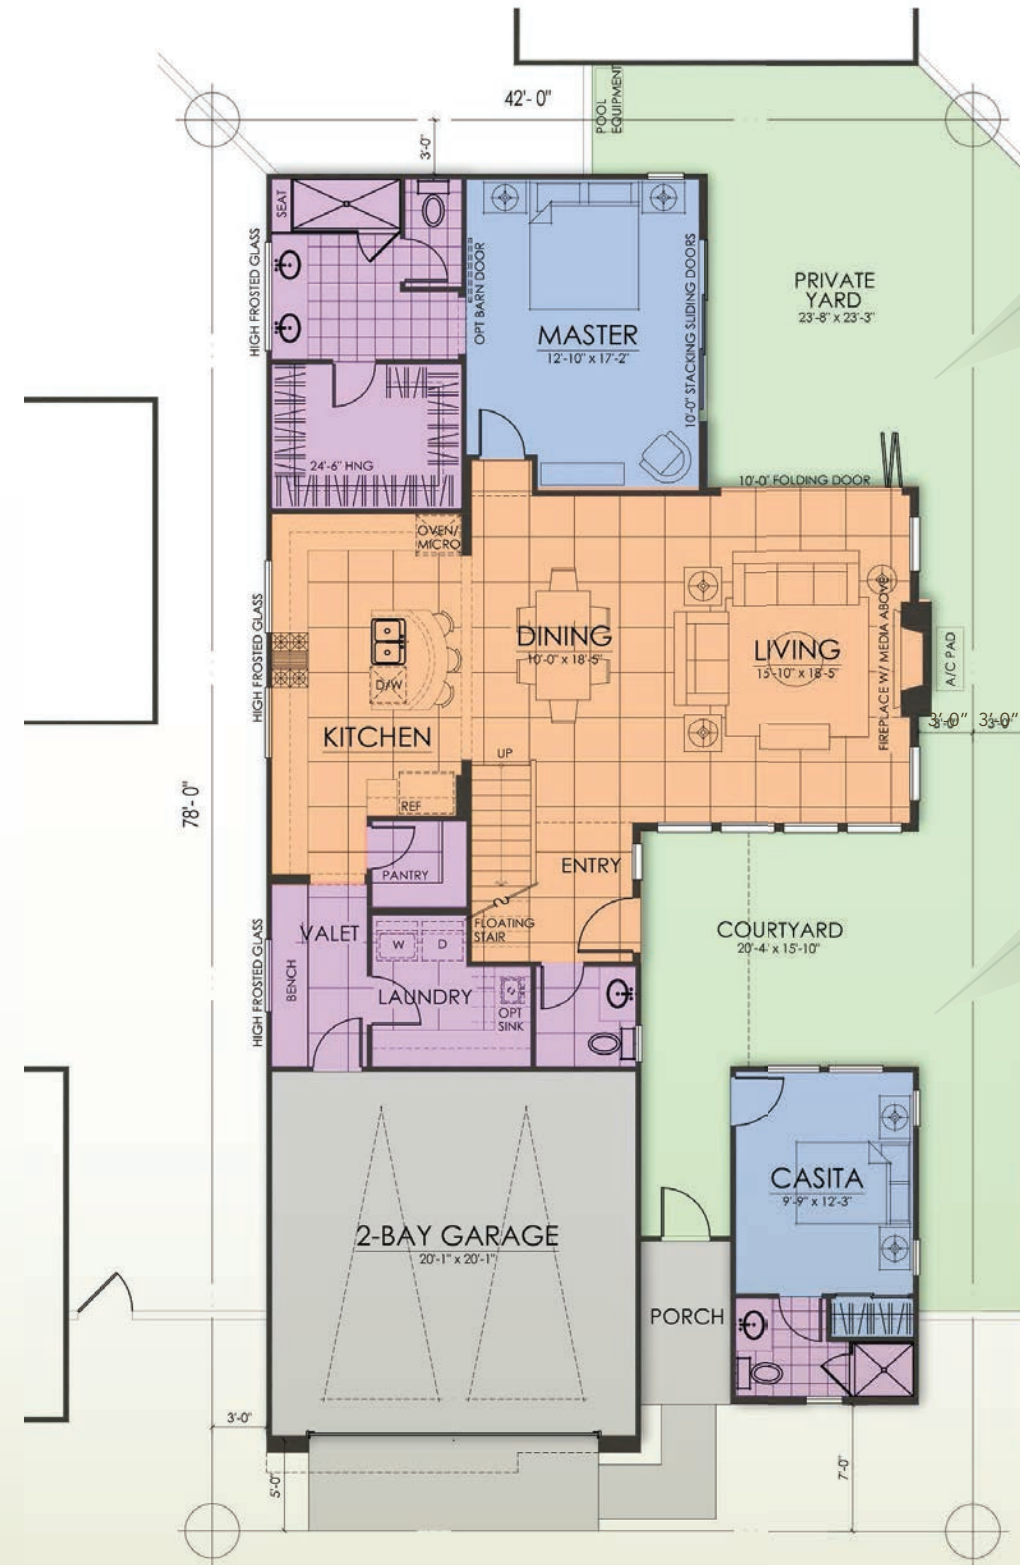 42'- 0"
POOL
EQUIPMENT
3'-0"
SEAT
HIGH FROSTED GLASS
OPT BARN DOOR
MASTER
12'-10" x 17'-2"
10'-0" STACKING SLIDING DOORS
PRIVATE
YARD
23'-8" x 23'-3"
24'-6" HNG
10'-0" FOLDING DOOR
OVEN/
MICRO
HIGH FROSTED GLASS
D/W
KITCHEN
DINING
10'-0" x 18'-5"
LIVING
15'-10" x 18'-5"
FIREPLACE W/ MEDIA ABOVE
A/C PAD
3'-0" 3'-0"
78'- 0"
UP
REF
PANTRY
ENTRY
FLOATING
STAIR
VALET
BENCH
HIGH FROSTED GLASS
W
D
LAUNDRY
OPT
SINK
COURTYARD
20'-4" x 15'-10"
CASITA
9'-9" x 12'-3"
2-BAY GARAGE
20'-1" x 20'-1"
PORCH
3'-0"
5'-0"
7'-0"